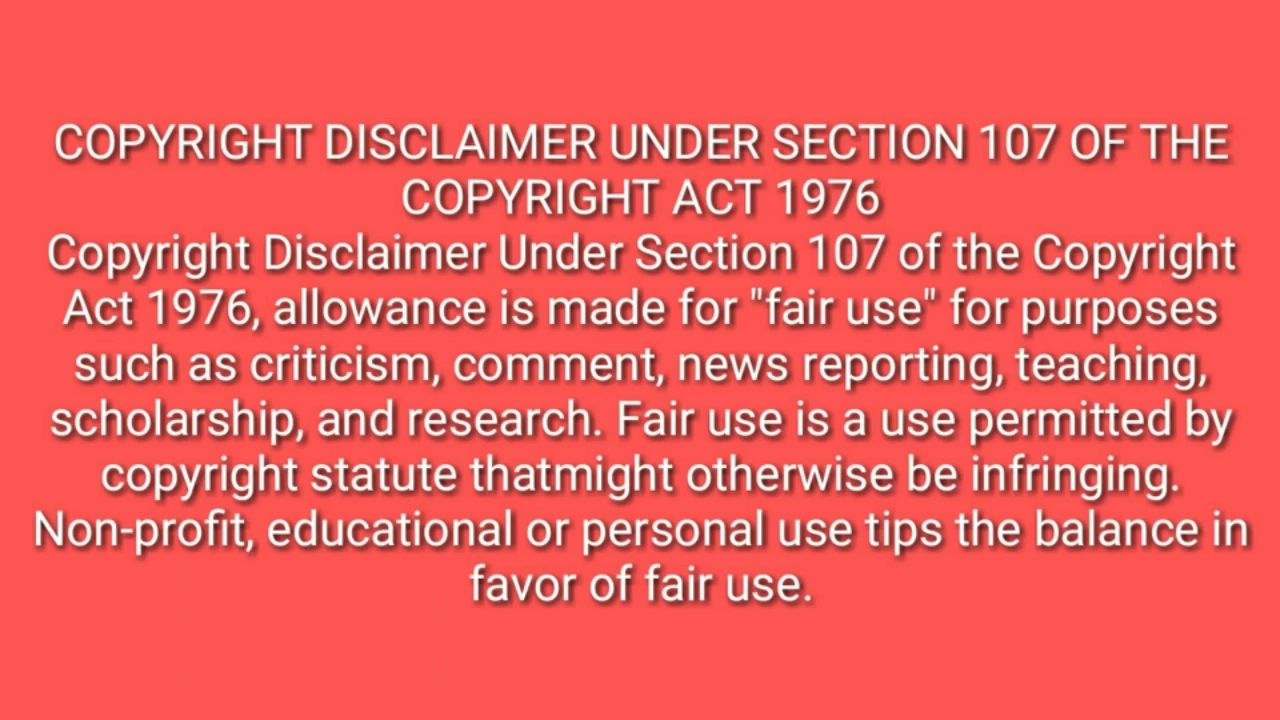 COPYRIGHT DISCLAIMER UNDER SECTION 107 OF THE
COPYRIGHT ACT 1976
Copyright Disclaimer Under Section 107 of the Copyright
Act 1976, allowance is made for "fair use" for purposes
such as criticism, comment, news reporting, teaching,
scholarship, and research. Fair use is a use permitted by
copyright statute thatmight otherwise be infringing.
Non-profit, educational or personal use tips the balance in
favor of fair use.